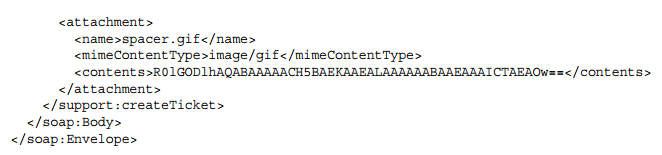 <attachment>
<name>spacer.gif</name>
<mimeContentType>image/gif</mimeContentType>
<contents>R0lGODlhAQABAAAAACH5BAEKAAEALAAAAAABAAEAAAICTAEAOw==</contents>
</attachment>
</support:createTicket>
</soap:Body>
</soap:Envelope>